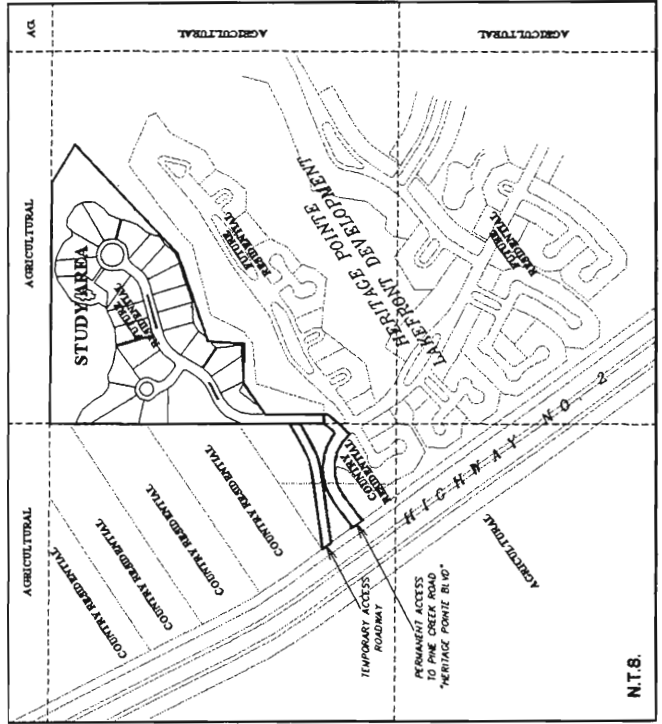 AG.
AGRICULTURAL
AGRICULTURAL
AGRICULTURAL
AGRICULTURAL
STUDY AREA
FUTURE
RESIDENTIAL
FUTURE
RESIDENTIAL
HERITAGE POINTE
LAKEFRONT DEVELOPMENT
FUTURE
RESIDENTIAL
COUNTRY RESIDENTIAL
COUNTRY RESIDENTIAL
COUNTRY RESIDENTIAL
COUNTRY RESIDENTIAL
COUNTRY
RESIDENTIAL
HIGHWAY NO. 2
AGRICULTURAL
TEMPORARY ACCESS
ROADWAY
PERMANENT ACCESS
TO PINE CREEK ROAD
"HERITAGE POINTE BLVD"
N.T.S.